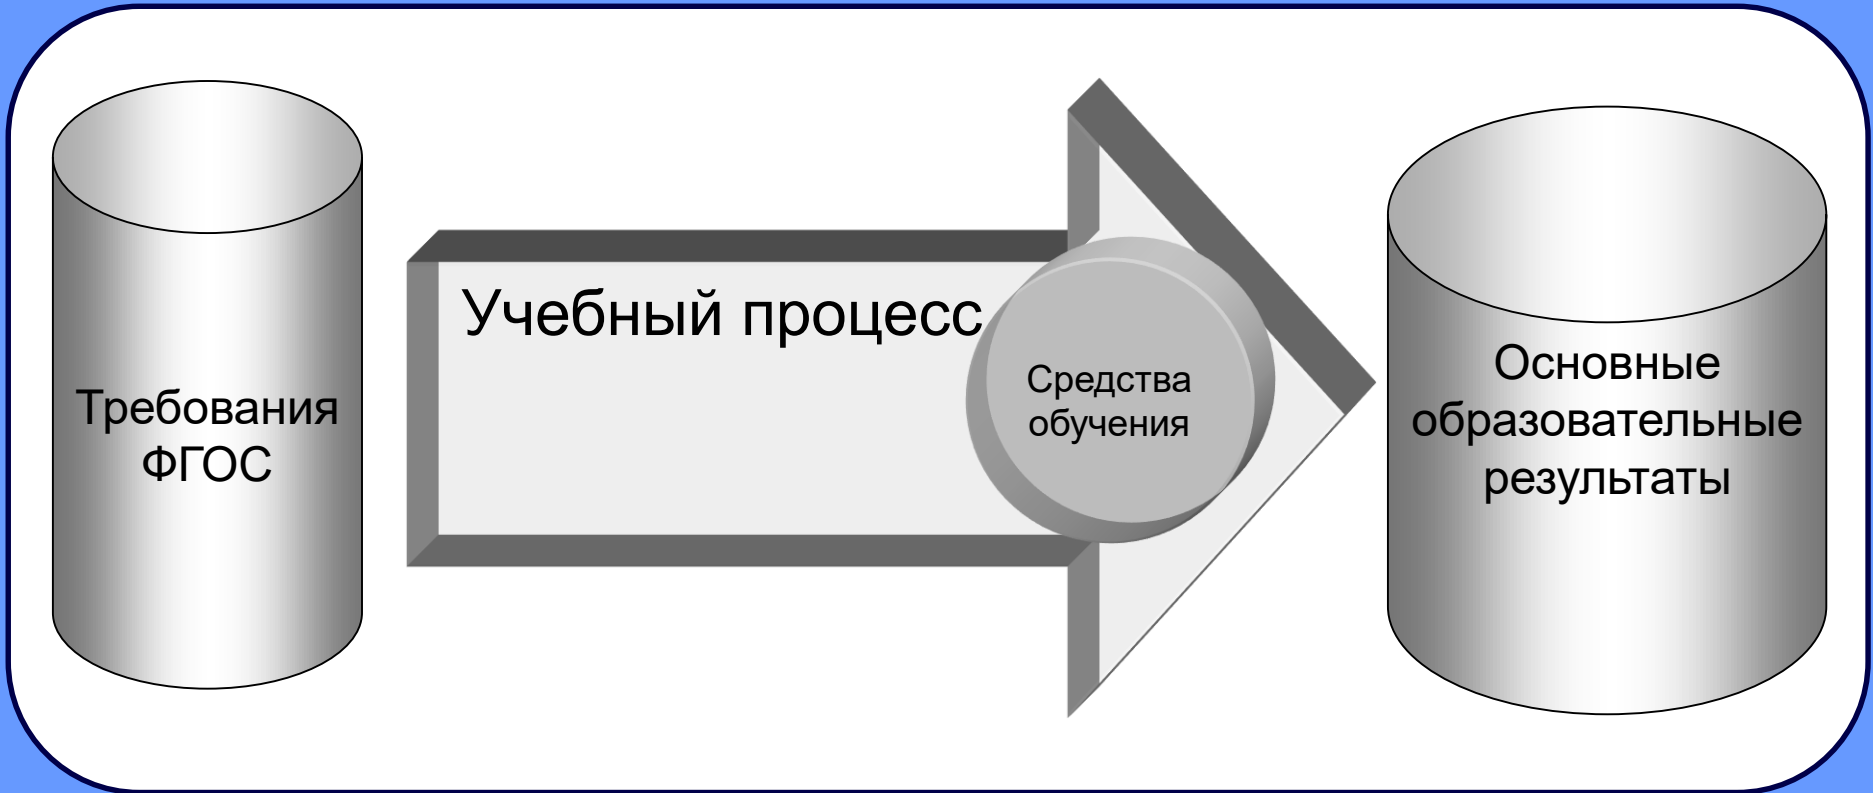 Требования
ФГОС
Учебный процесс
Средства
обучения
Основные
образовательные
результаты